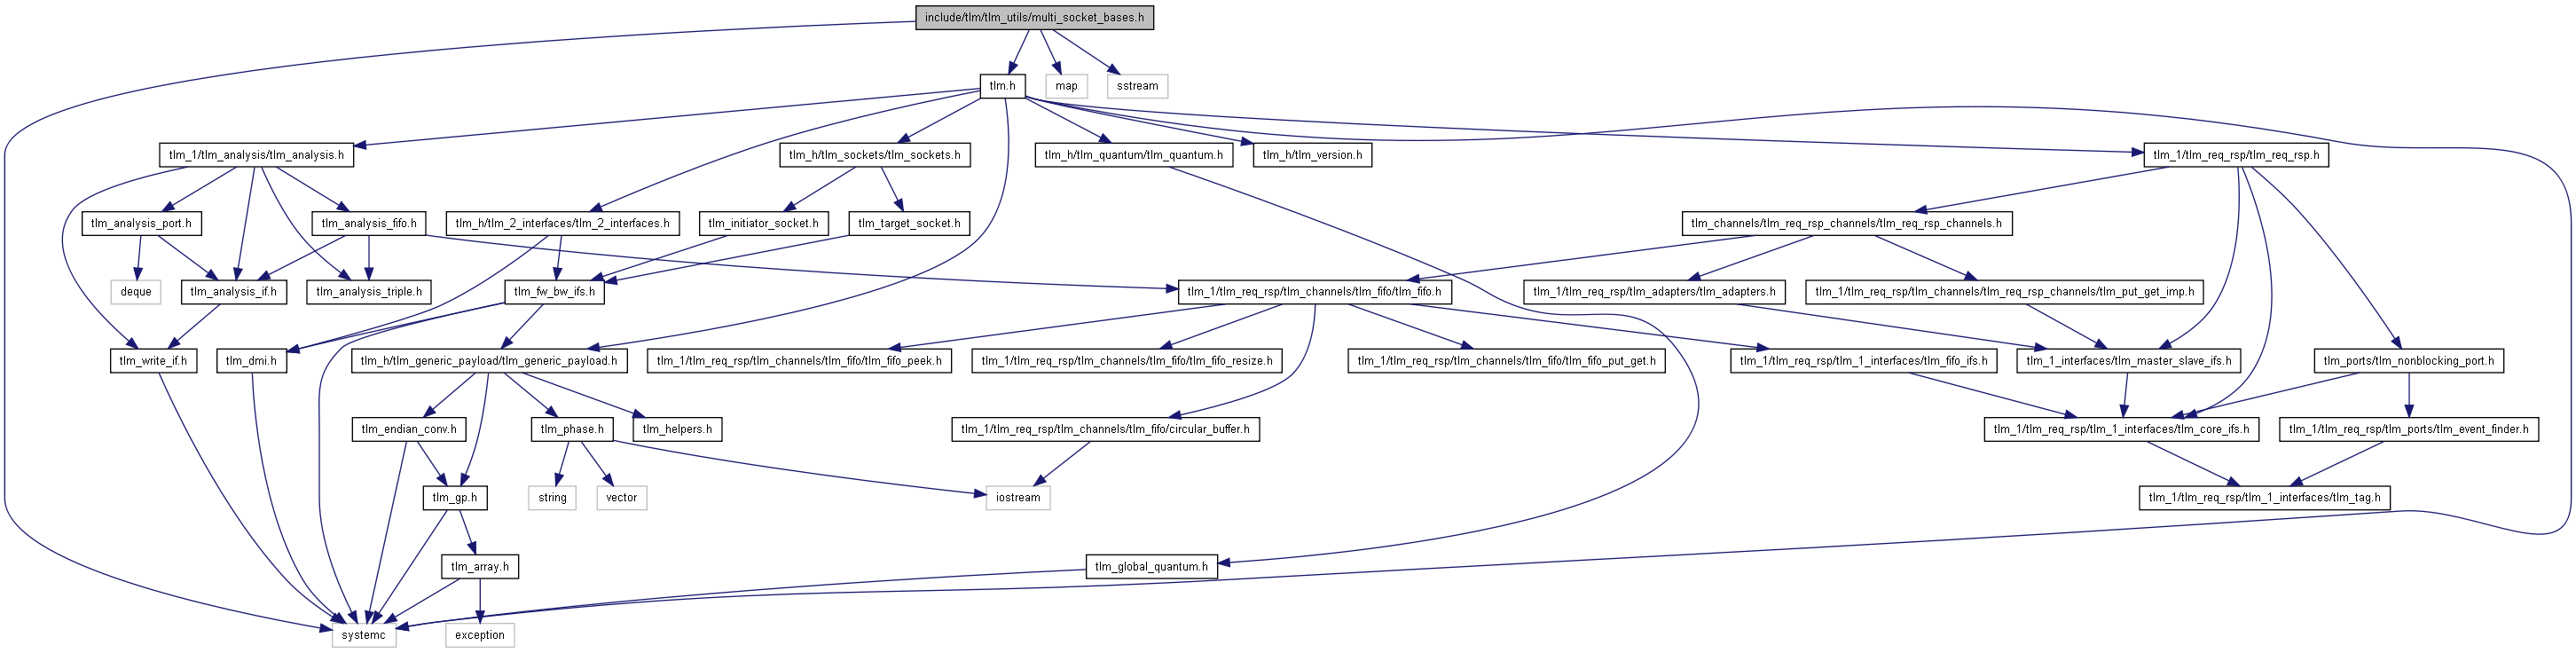 include/tlm/tlm_utils/multi_socket_bases.h
tlm.h
map
sstream
tlm_1/tlm_analysis/tlm_analysis.h
tlm_h/tlm_sockets/tlm_sockets.h
tlm_h/tlm_quantum/tlm_quantum.h
tlm_h/tlm_version.h
tlm_1/tlm_req_rsp/tlm_req_rsp.h
tlm_analysis_port.h
tlm_analysis_fifo.h
tlm_h/tlm_2_interfaces/tlm_2_interfaces.h
tlm_initiator_socket.h
tlm_target_socket.h
tlm_channels/tlm_req_rsp_channels/tlm_req_rsp_channels.h
deque
tlm_analysis_if.h
tlm_analysis_triple.h
tlm_fw_bw_ifs.h
tlm_1/tlm_req_rsp/tlm_channels/tlm_fifo/tlm_fifo.h
tlm_1/tlm_req_rsp/tlm_adapters/tlm_adapters.h
tlm_1/tlm_req_rsp/tlm_channels/tlm_req_rsp_channels/tlm_put_get_imp.h
tlm_write_if.h
tlm_dmi.h
tlm_h/tlm_generic_payload/tlm_generic_payload.h
tlm_1/tlm_req_rsp/tlm_channels/tlm_fifo/tlm_fifo_peek.h
tlm_1/tlm_req_rsp/tlm_channels/tlm_fifo/tlm_fifo_resize.h
tlm_1/tlm_req_rsp/tlm_channels/tlm_fifo/tlm_fifo_put_get.h
tlm_1/tlm_req_rsp/tlm_1_interfaces/tlm_fifo_ifs.h
tlm_1_interfaces/tlm_master_slave_ifs.h
tlm_ports/tlm_nonblocking_port.h
tlm_endian_conv.h
tlm_phase.h
tlm_helpers.h
tlm_1/tlm_req_rsp/tlm_channels/tlm_fifo/circular_buffer.h
tlm_1/tlm_req_rsp/tlm_1_interfaces/tlm_core_ifs.h
tlm_1/tlm_req_rsp/tlm_ports/tlm_event_finder.h
tlm_gp.h
string
vector
iostream
tlm_1/tlm_req_rsp/tlm_1_interfaces/tlm_tag.h
tlm_array.h
tlm_global_quantum.h
systemc
exception